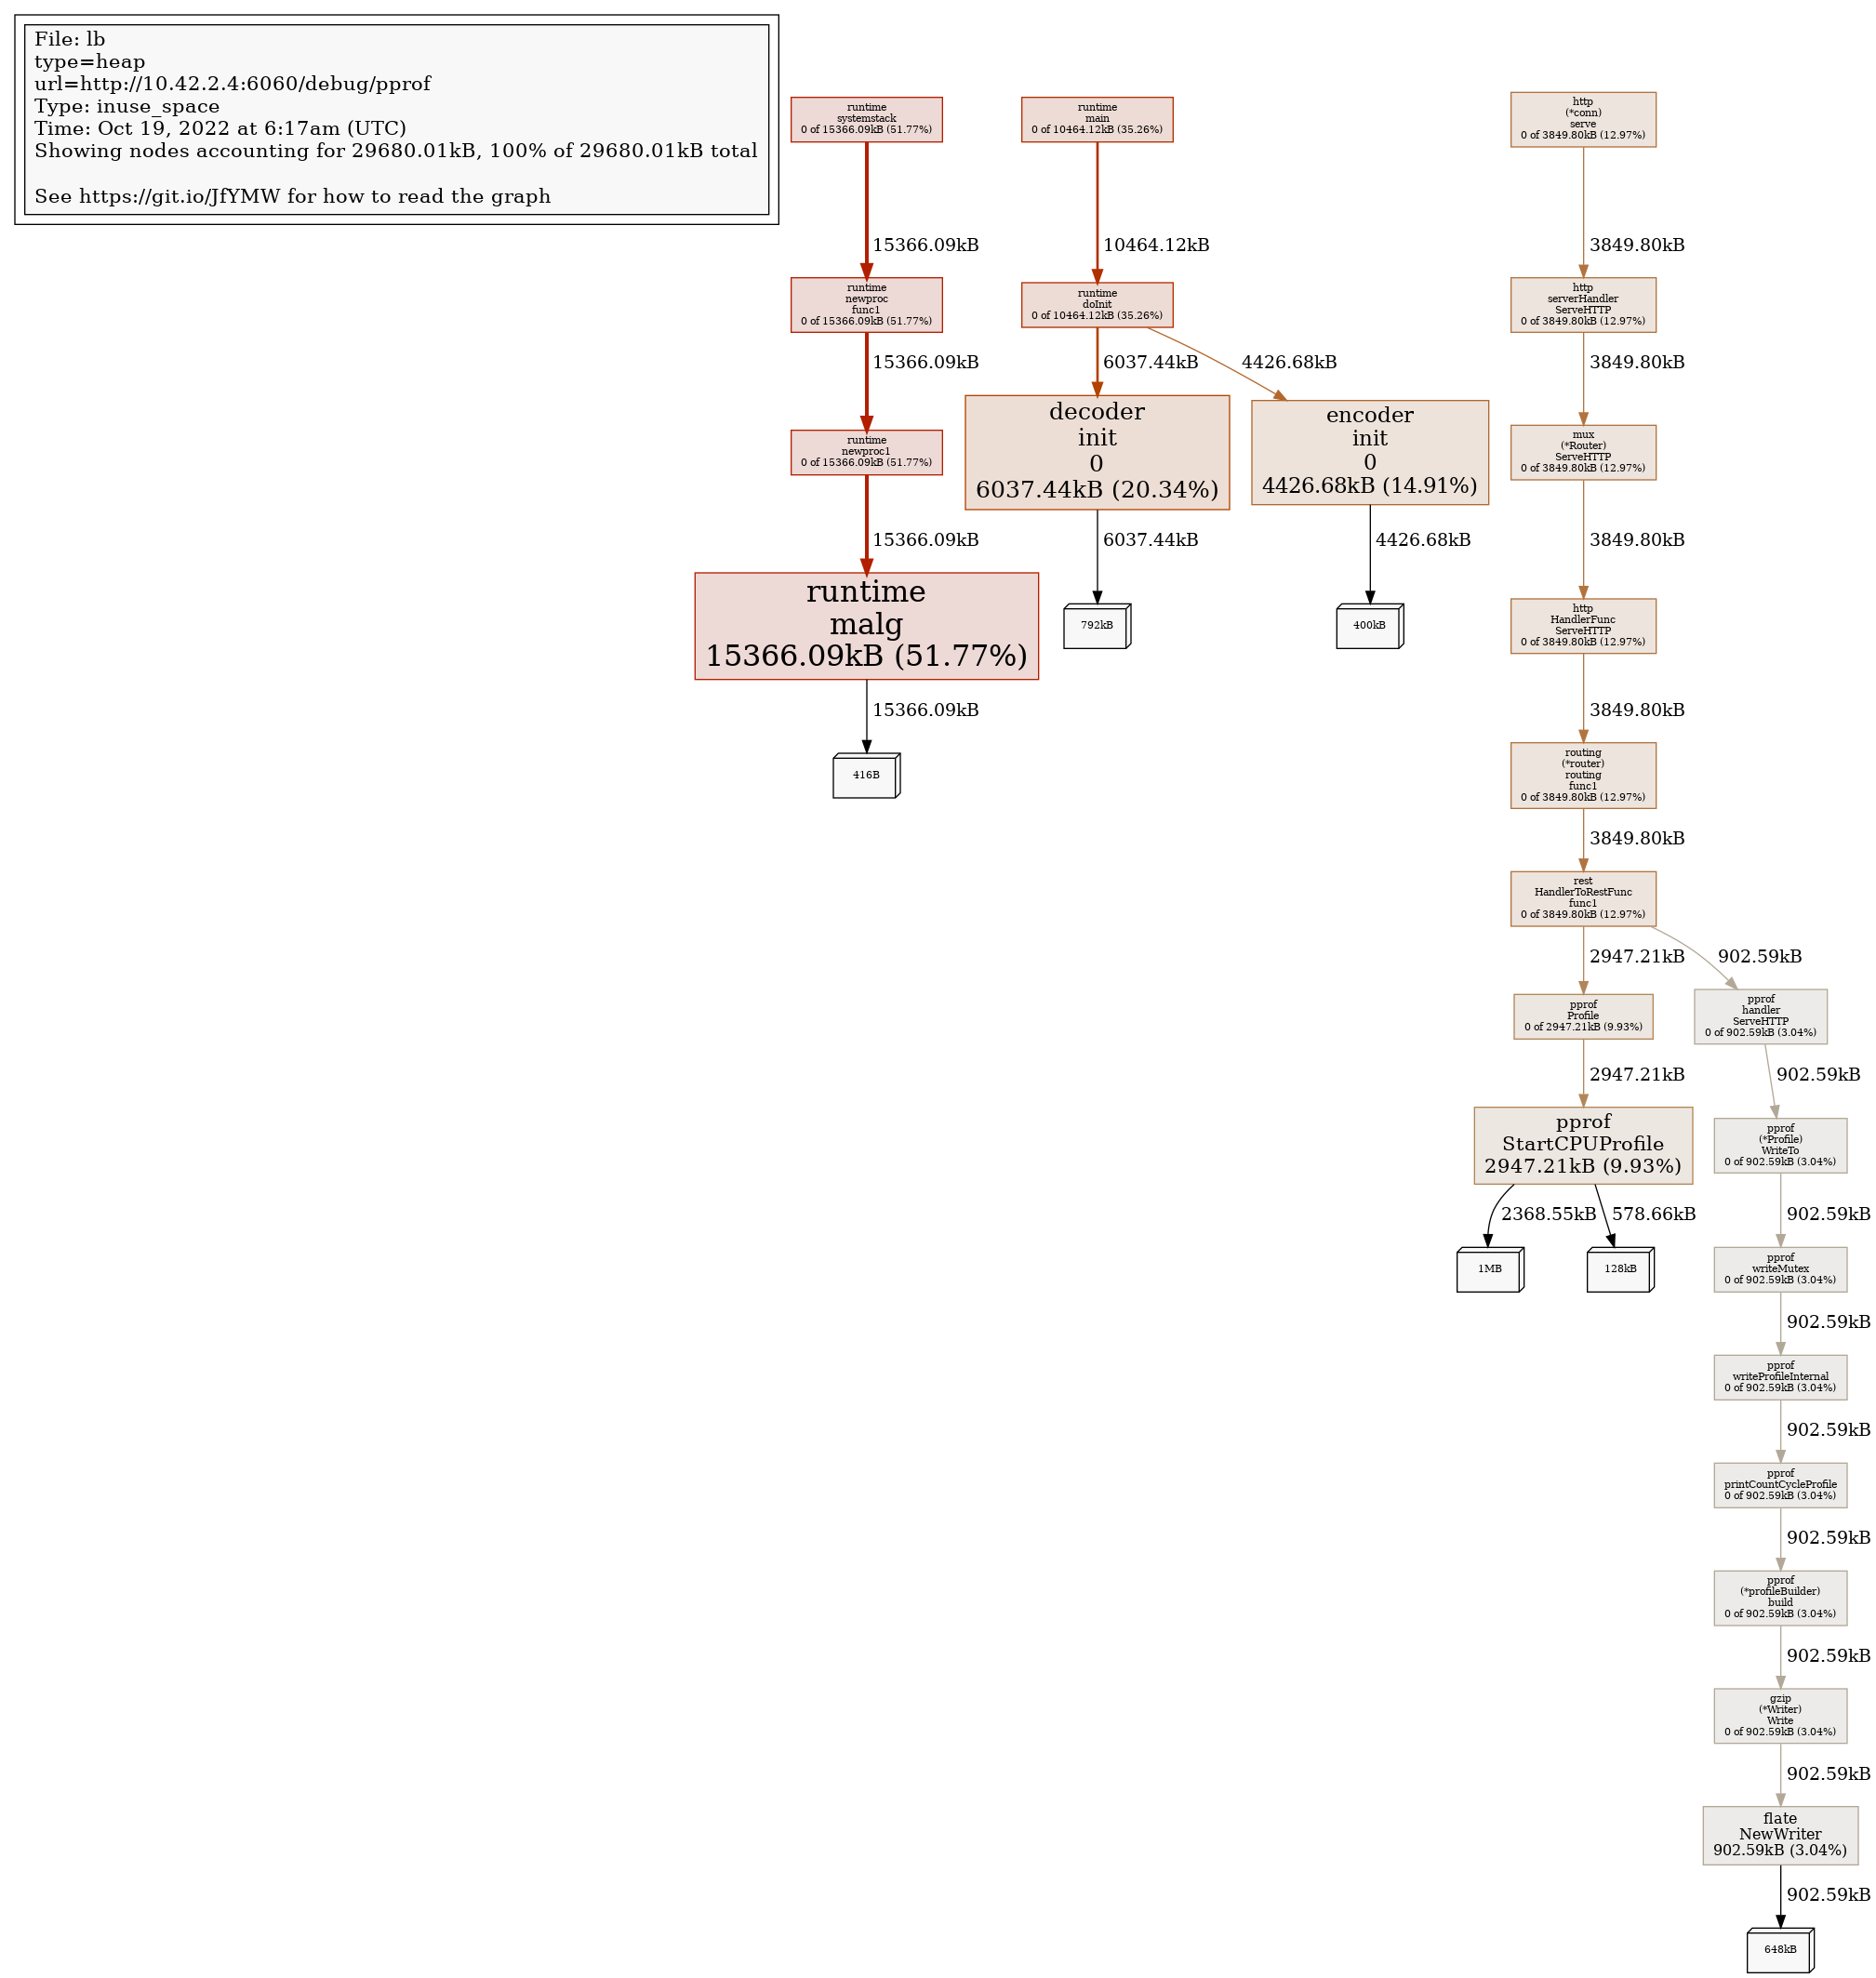 File: lb
type=heap
url=http://10.42.2.4:6060/debug/pprof
Type: inuse_space
Time: Oct 19, 2022 at 6:17am (UTC)
Showing nodes accounting for 29680.01kB, 100% of 29680.01kB total
See https://git.io/JfYMW for how to read the graph
runtime
systemstack
0 of 15366.09kB (51.77%)
15366.09kB
runtime
newproc
func1
0 of 15366.09kB (51.77%)
15366.09kB
runtime
newproc1
0 of 15366.09kB (51.77%)
15366.09kB
runtime
malg
15366.09kB (51.77%)
15366.09kB
416B
runtime
main
0 of 10464.12kB (35.26%)
10464.12kB
runtime
doInit
0 of 10464.12kB (35.26%)
6037.44kB
4426.68kB
decoder
init
0
6037.44kB (20.34%)
6037.44kB
792kB
encoder
init
0
4426.68kB (14.91%)
4426.68kB
400kB
http
(*conn)
serve
0 of 3849.80kB (12.97%)
3849.80kB
http
serverHandler
ServeHTTP
0 of 3849.80kB (12.97%)
3849.80kB
mux
(*Router)
ServeHTTP
0 of 3849.80kB (12.97%)
3849.80kB
http
HandlerFunc
ServeHTTP
0 of 3849.80kB (12.97%)
3849.80kB
routing
(*router)
routing
func1
0 of 3849.80kB (12.97%)
3849.80kB
rest
HandlerToRestFunc
func1
0 of 3849.80kB (12.97%)
2947.21kB
902.59kB
pprof
Profile
0 of 2947.21kB (9.93%)
2947.21kB
pprof
StartCPUProfile
2947.21kB (9.93%)
2368.55kB
578.66kB
1MB
128kB
pprof
handler
ServeHTTP
0 of 902.59kB (3.04%)
902.59kB
pprof
(*Profile)
WriteTo
0 of 902.59kB (3.04%)
902.59kB
pprof
writeMutex
0 of 902.59kB (3.04%)
902.59kB
pprof
writeProfileInternal
0 of 902.59kB (3.04%)
902.59kB
pprof
printCountCycleProfile
0 of 902.59kB (3.04%)
902.59kB
pprof
(*profileBuilder)
build
0 of 902.59kB (3.04%)
902.59kB
gzip
(*Writer)
Write
0 of 902.59kB (3.04%)
902.59kB
flate
NewWriter
902.59kB (3.04%)
902.59kB
648kB